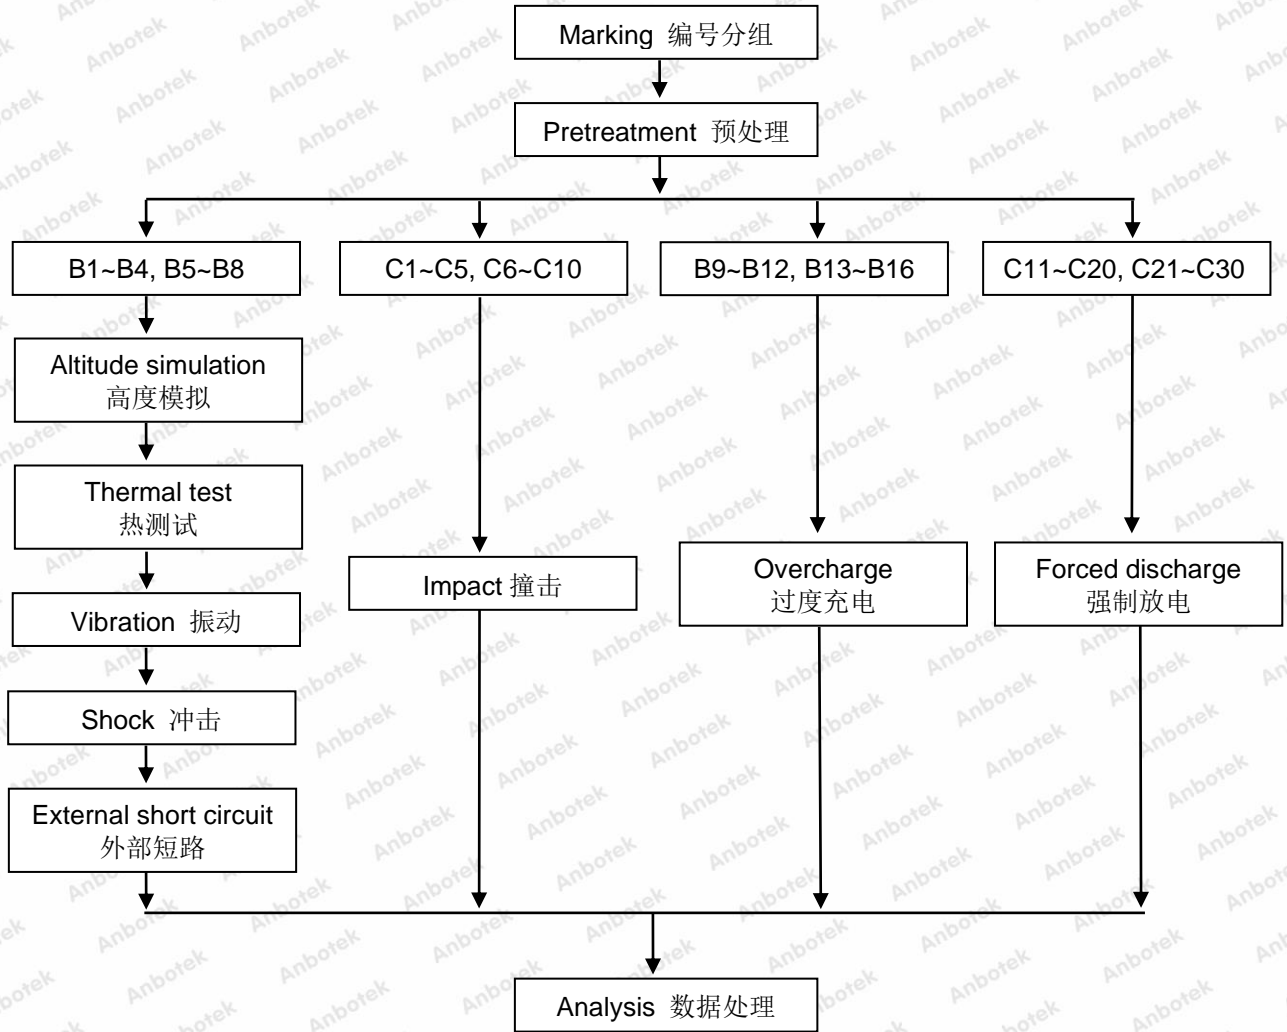 Marking 编号分组
Pretreatment 预处理
B1~B4, B5~B8
C1~C5, C6~C10
B9~B12, B13~B16
C11~C20, C21~C30
Altitude simulation
高度模拟
Thermal test
热测试
Vibration 振动
Shock 冲击
External short circuit
外部短路
Impact 撞击
Overcharge
过度充电
Forced discharge
强制放电
Analysis 数据处理
Anbotek